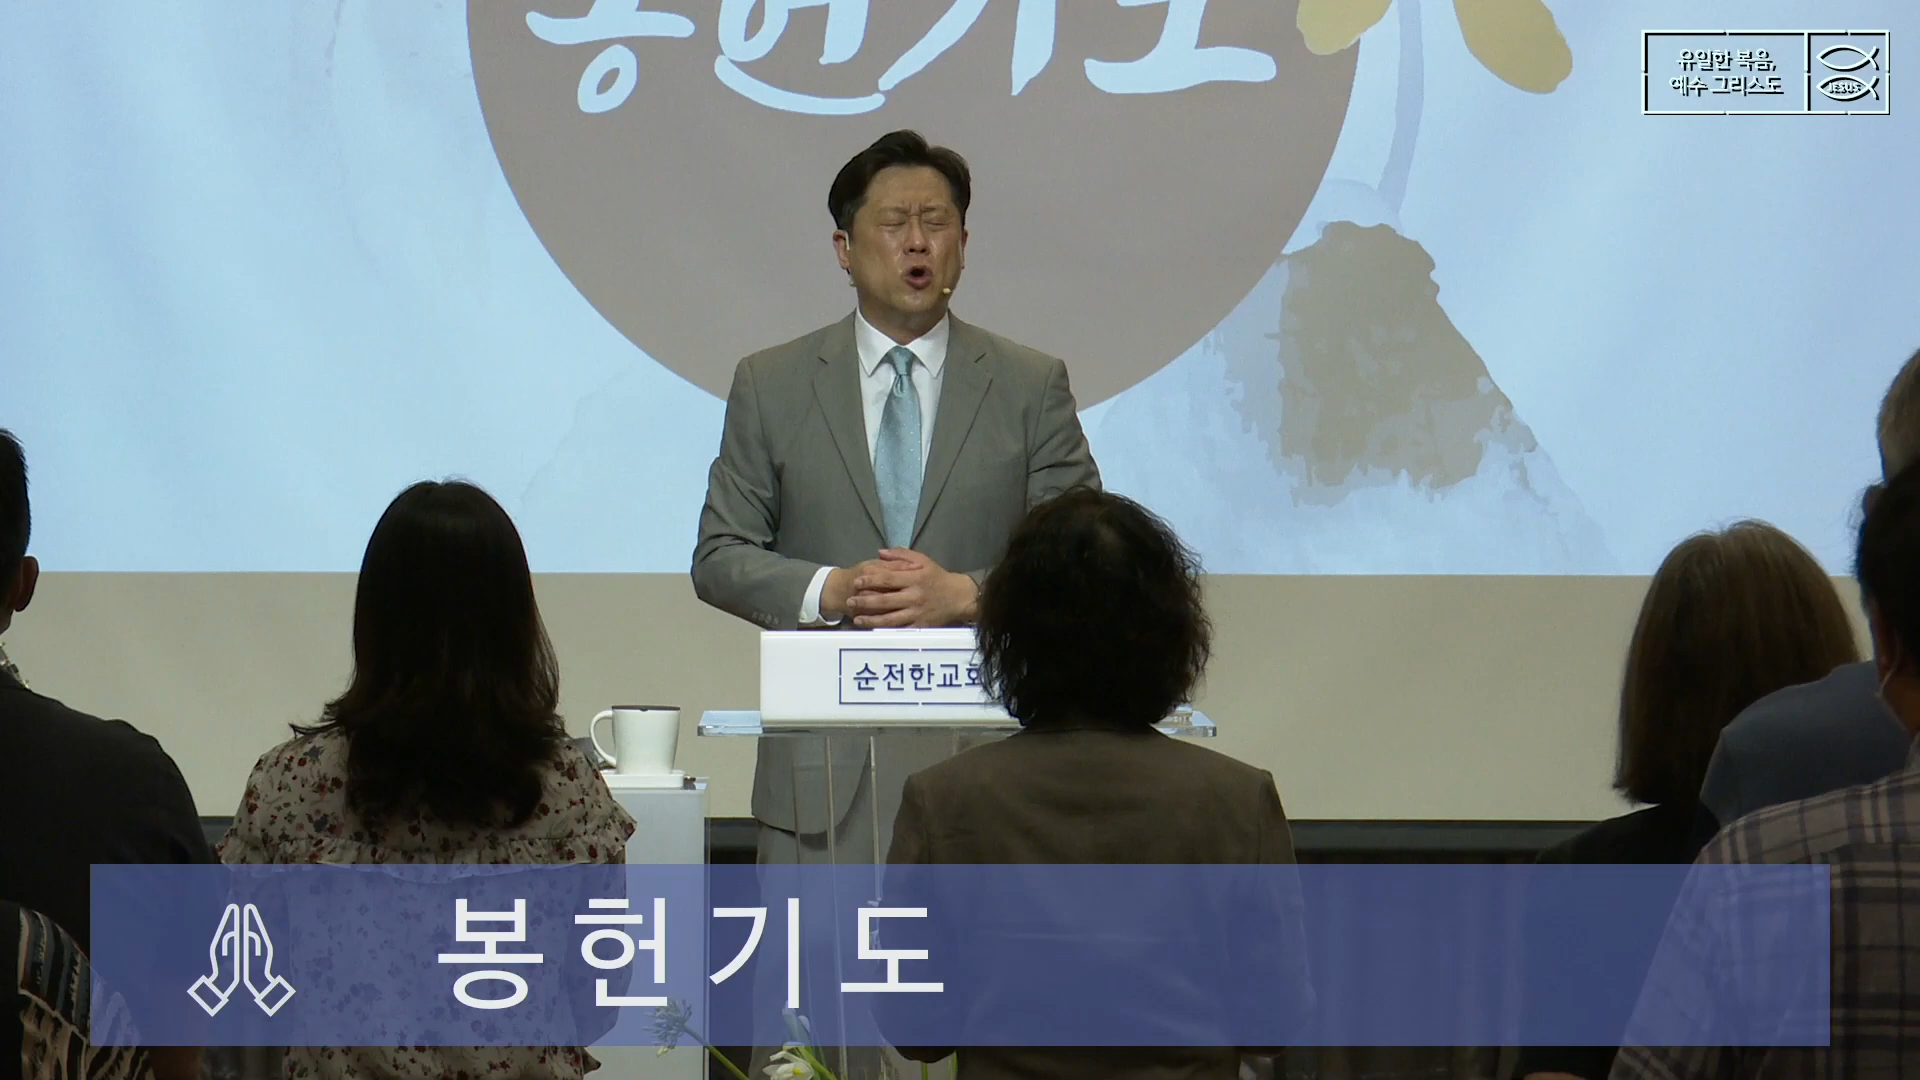 봉헌기도
유일한 복음,
예수 그리스도
JESUS
순전한교회
봉헌기도